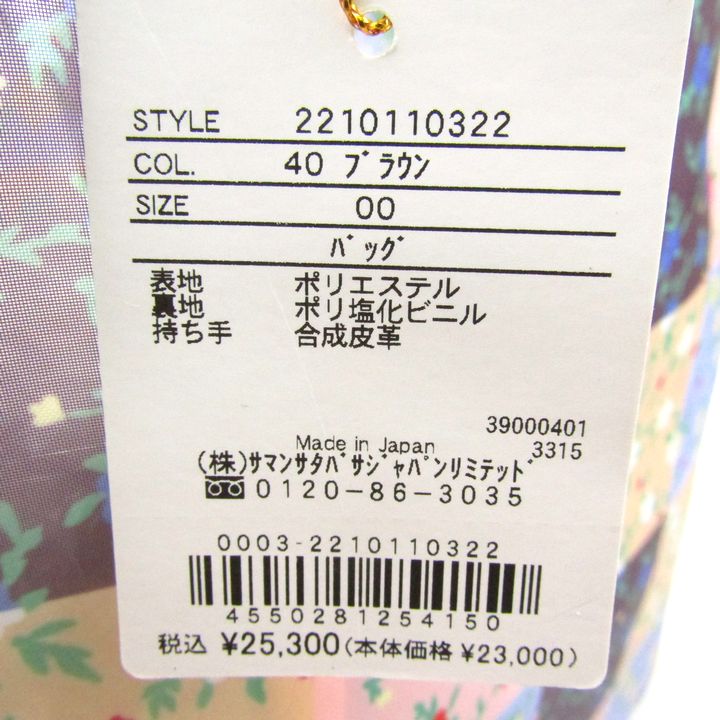 STYLE 2210110322
COL. 40 ﾌﾞﾗｳﾝ
SIZE 00
ﾊﾞｯｸﾞ
表地 ポリエステル
裏地 ポリ塩化ビニル
持ち手 合成皮革
39000401
Made in Japan 3315
(株)ｻﾏﾝｻﾀﾊﾞｻｼﾞｬﾊﾟﾝﾘﾐﾃｯﾄﾞ
0120-86-3035
0003-2210110322
4550281254150
税込 ¥25,300(本体価格 ¥23,000)